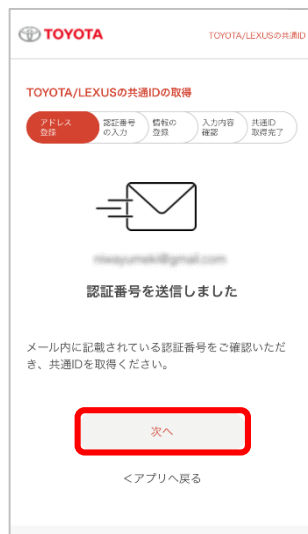 TOYOTA
TOYOTA/LEXUSの共通ID
TOYOTA/LEXUSの共通IDの取得
アドレス
登録
認証番号
の入力
情報の
登録
入力内容
確認
共通ID
取得完了
認証番号を送信しました
メール内に記載されている認証番号をご確認いただ
き、共通IDを取得ください。
次へ
<アプリへ戻る